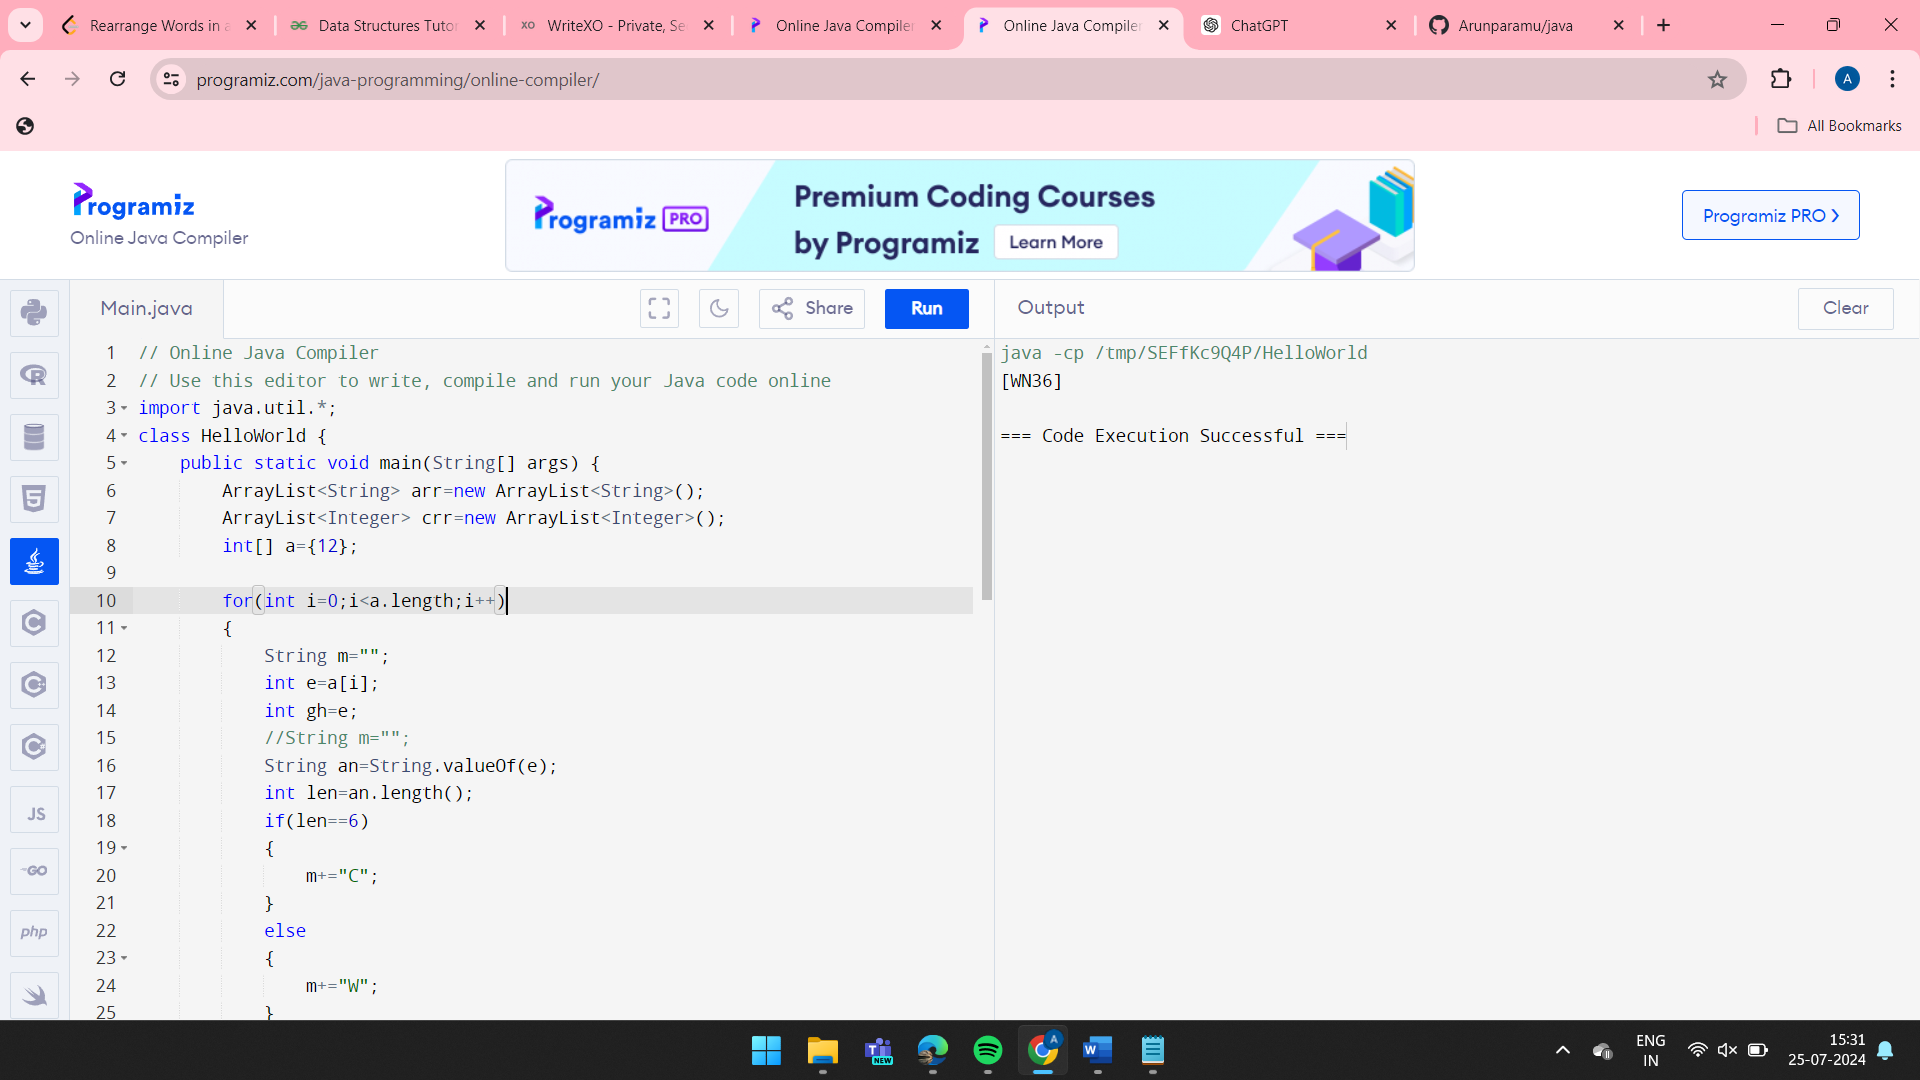 Rearrange Words in a
Data Structures Tutor
WriteXO - Private, Se
Online Java Compiler
Online Java Compiler
ChatGPT
Arunparamu/java
programiz.com/java-programming/online-compiler/
A
All Bookmarks
Programiz
Online Java Compiler
Programiz PRO
Premium Coding Courses
by Programiz
Learn More
Programiz PRO ›
Main.java
Share
Run
Output
Clear
1 // Online Java Compiler
2 // Use this editor to write, compile and run your Java code online
3 import java.util.*;
4 class HelloWorld {
5 public static void main(String[] args) {
6 ArrayList<String> arr=new ArrayList<String>();
7 ArrayList<Integer> crr=new ArrayList<Integer>();
8 int[] a={12};
9
10 for(int i=0;i<a.length;i++)
11 {
12 String m="";
13 int e=a[i];
14 int gh=e;
15 //String m="";
16 String an=String.valueOf(e);
17 int len=an.length();
18 if(len==6)
19 {
20 m+="C";
21 }
22 else
23 {
24 m+="W";
25 }
java -cp /tmp/SEFfKc9Q4P/HelloWorld
[WN36]
=== Code Execution Successful ===
R
5
C
C
C
JS
GO
php
NEW
A
W
ENG
IN
15:31
25-07-2024